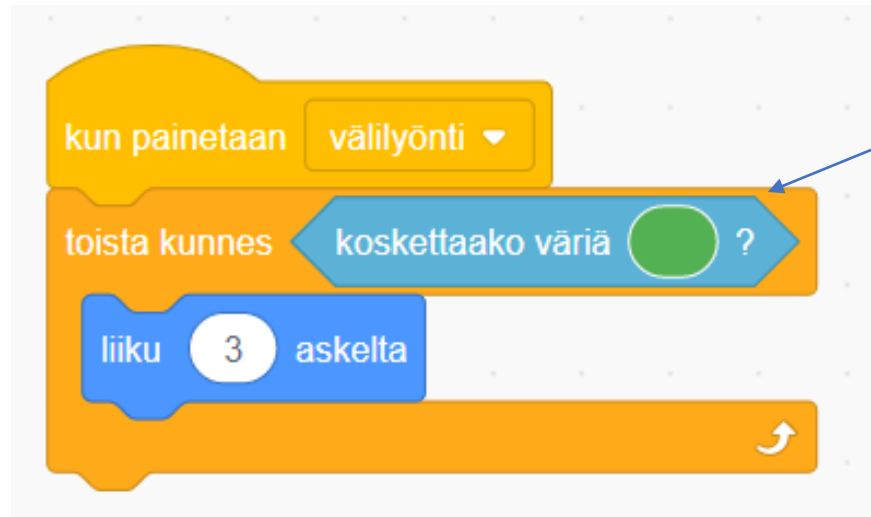 kun painetaan välilyönti
toista kunnes koskettaako väriä ?
liiku 3 askelta